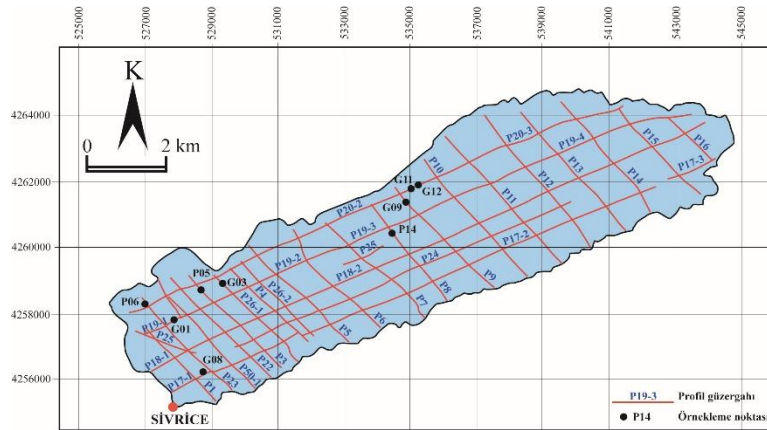 525000 527000 529000 531000 533000 535000 537000 539000 541000 543000 545000
K
0 2 km
4264000
4262000
4260000
4258000
4256000
P20-3
P19-4
P15
P16
P17-3
P10
G11
G12
G09
P14
P20-2
P19-3
P25
P13
P14
P12
P11
P24
P17-2
P18-2
P19-2
P05
G03
P4
P26-2
P26-1
P9
P8
P7
P6
P5
P06
P19-1
G01
P25
P18-1
G08
P3
P22
P50-1
P23
P17-1
P1
SİVRİCE
P19-3 Profil güzergahı
P14 Örnekleme noktası